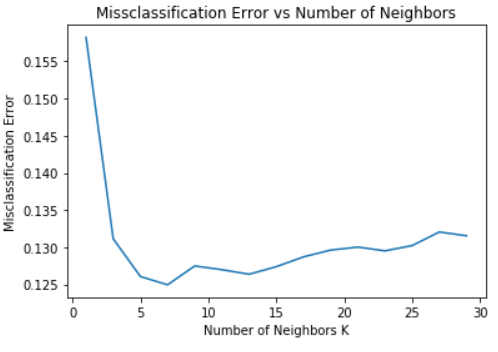 Missclassification Error vs Number of Neighbors
0.155
0.150
0.145
0.140
0.135
0.130
0.125
Misclassification Error
0 5 10 15 20 25 30
Number of Neighbors K